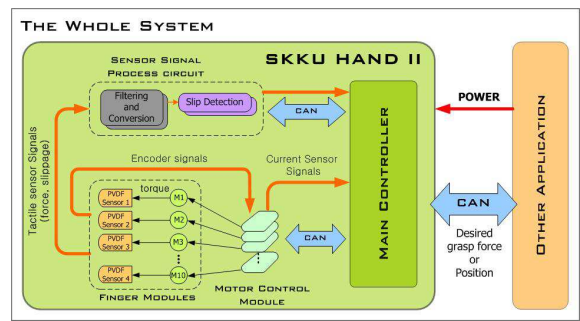 THE WHOLE SYSTEM
SKKU HAND II
SENSOR SIGNAL
PROCESS CIRCUIT
Filtering
and
Conversion
Slip Detection
CAN
Tactile sensor Signals
(force, slippage)
Encoder signals
Current Sensor
Signals
torque
PVDF
Sensor 1
M1
PVDF
Sensor 2
M2
PVDF
Sensor 3
M3
PVDF
Sensor 4
M10
CAN
FINGER MODULES
MOTOR CONTROL
MODULE
MAIN CONTROLLER
POWER
CAN
Desired
grasp force
or
Position
OTHER APPLICATION